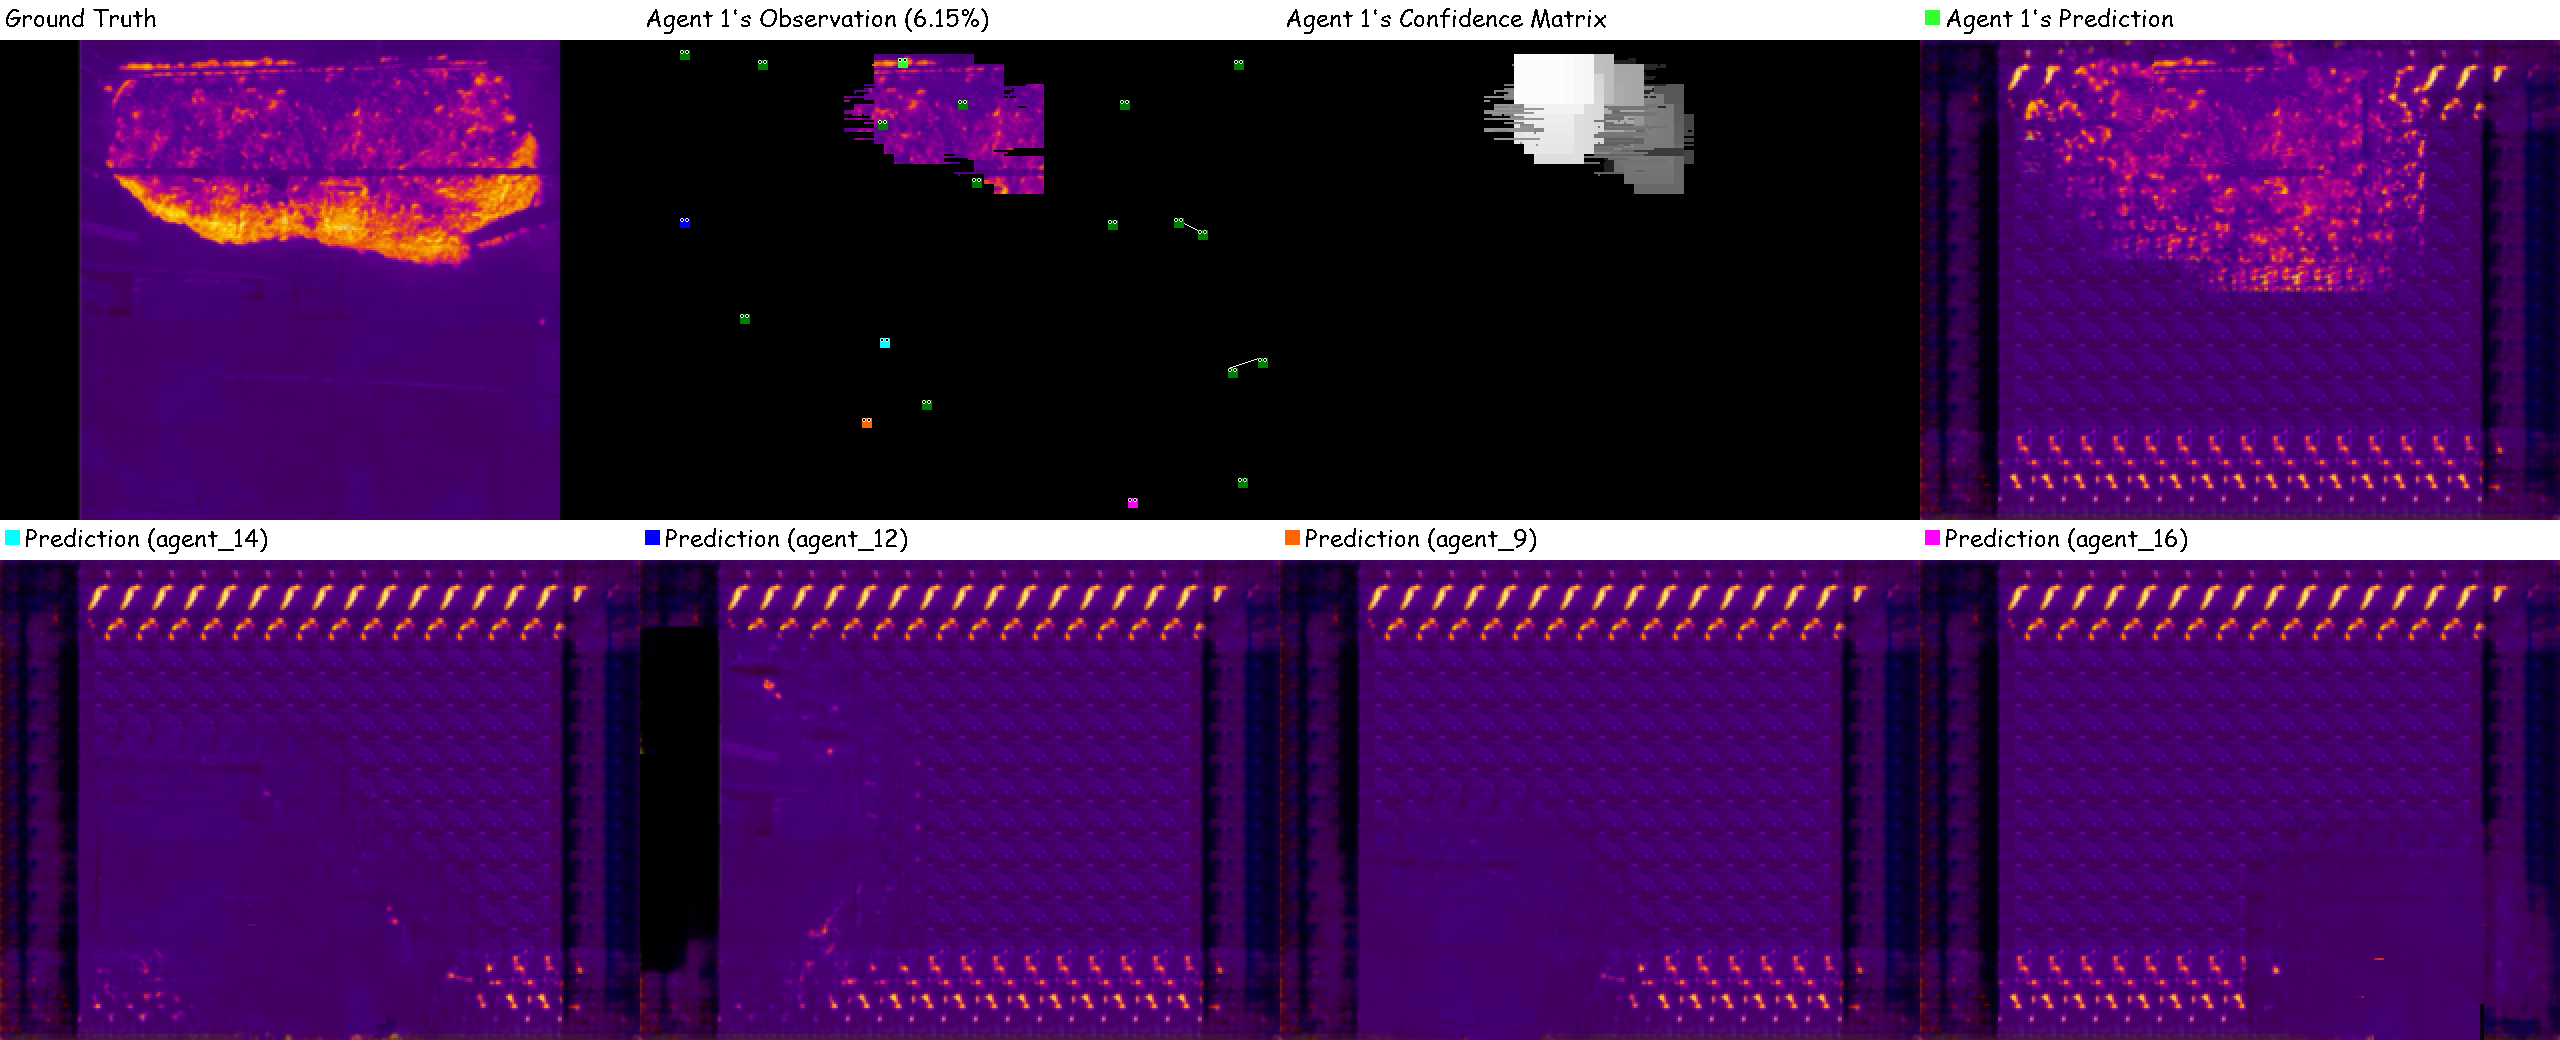 Ground Truth
Agent 1's Observation (6.15%)
Agent 1's Confidence Matrix
Agent 1's Prediction
Prediction (agent_14)
Prediction (agent_12)
Prediction (agent_9)
Prediction (agent_16)